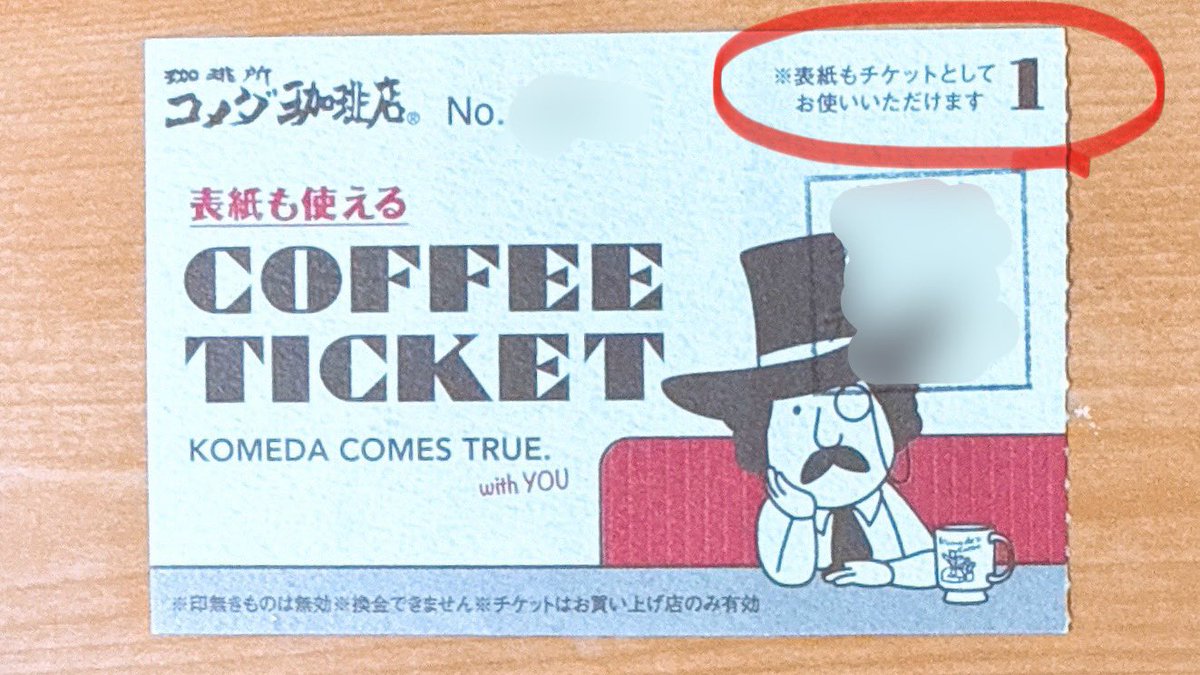 珈琲所
コメダ珈琲店®
No.
※表紙もチケットとして
お使いいただけます
1
表紙も使える
COFFEE
TICKET
KOMEDA COMES TRUE.
with YOU
※印無きものは無効※換金できません※チケットはお買い上げ店のみ有効